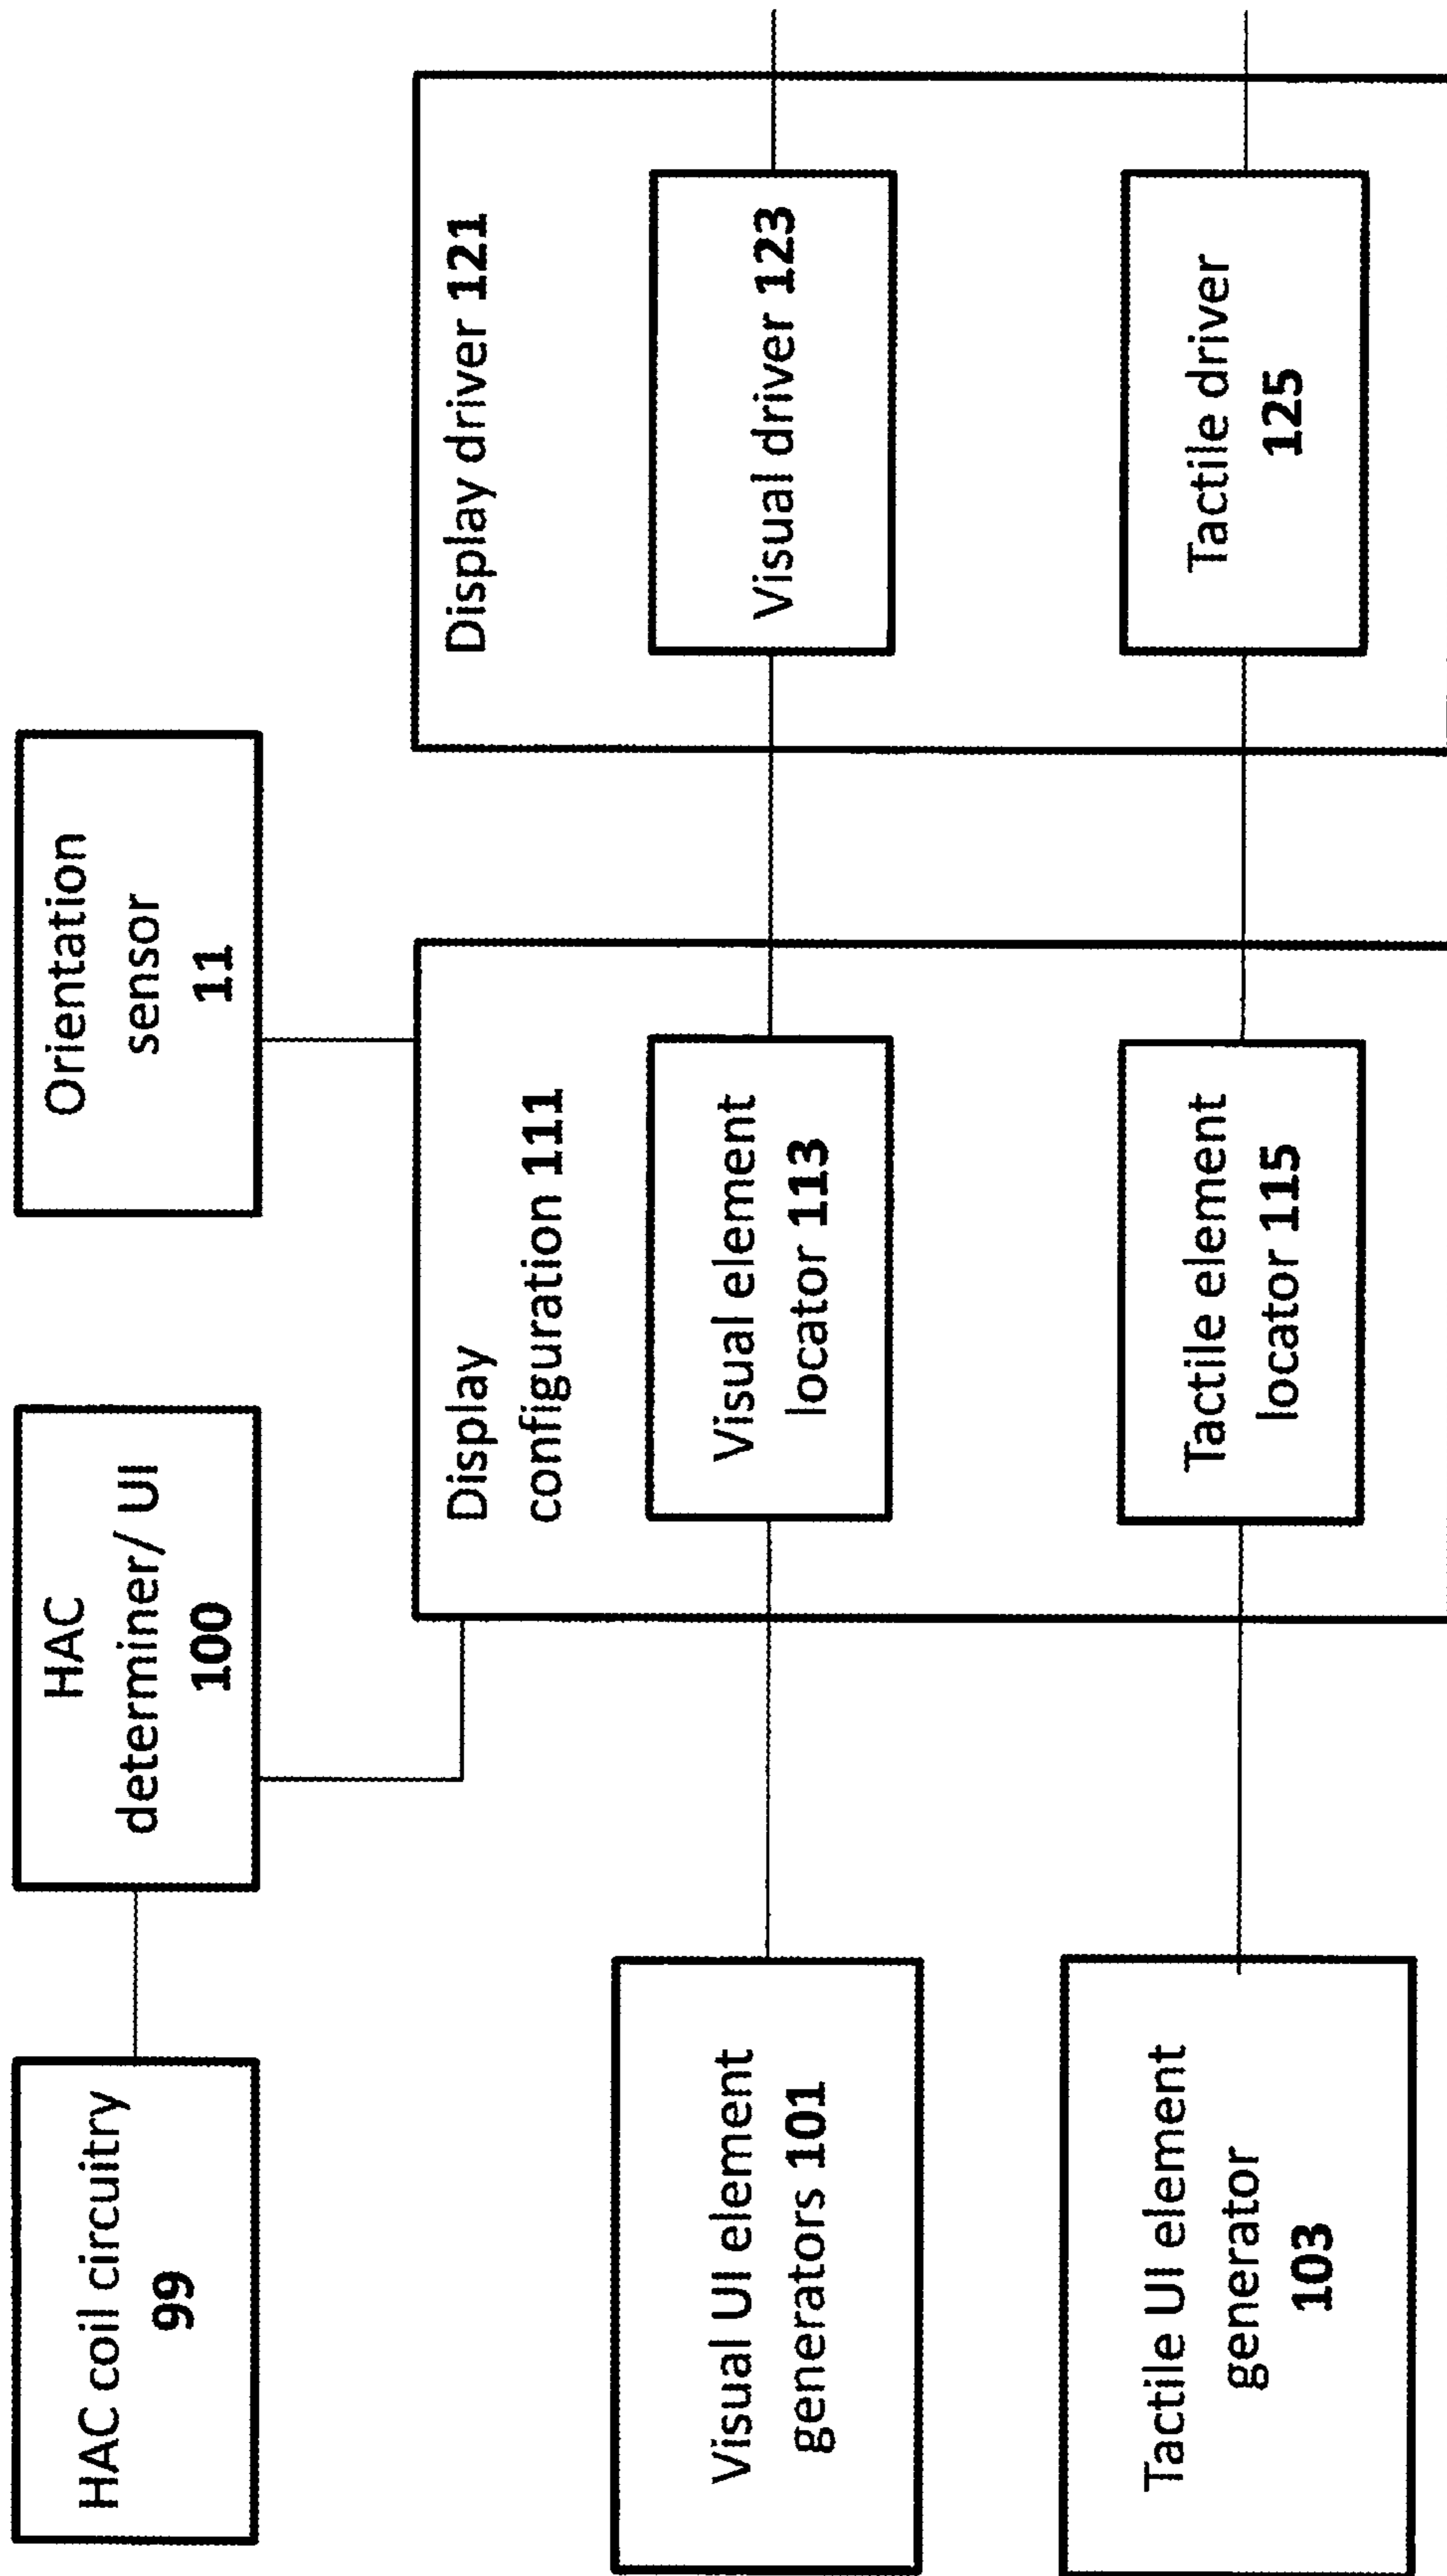 HAC coil circuitry
99
HAC
determiner/ UI
100
Orientation
sensor
11
Display
configuration 111
Display driver 121
Visual UI element
generators 101
Visual element
locator 113
Visual driver 123
Tactile UI element
generator
103
Tactile element
locator 115
Tactile driver
125